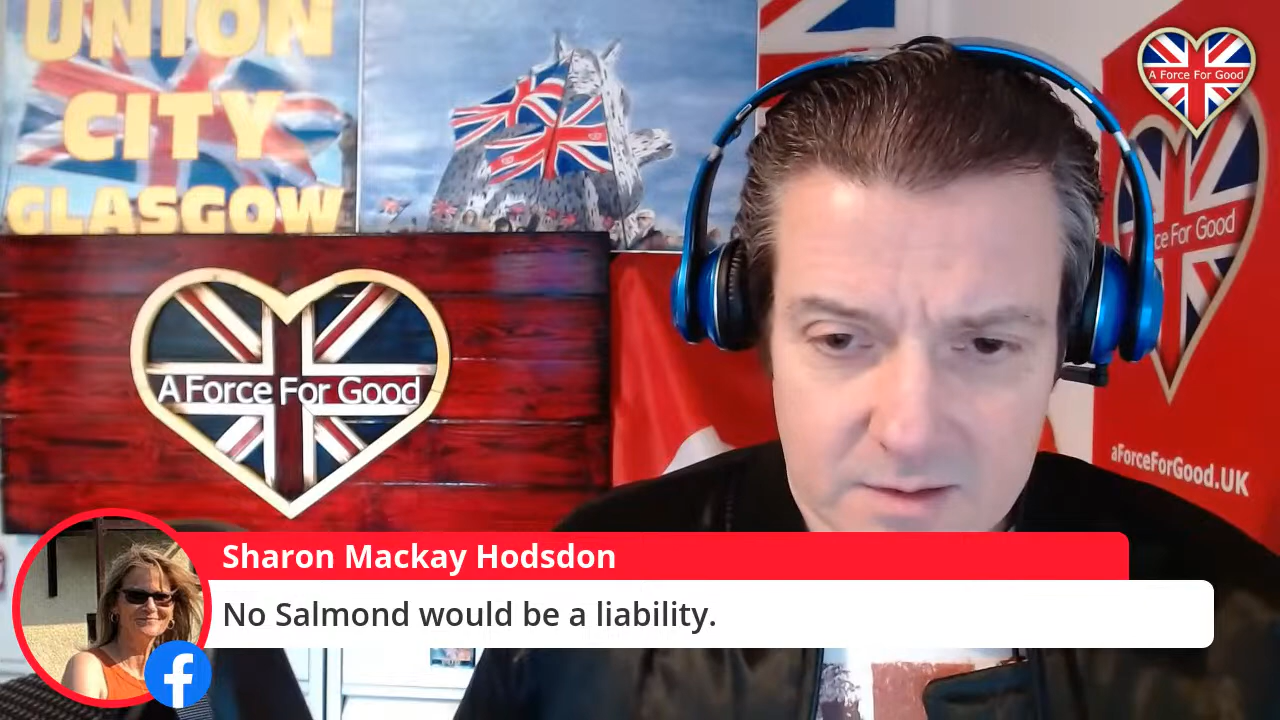 UNION
CITY
GLASGOW
A Force For Good
A Force For Good
ce For Good
aForceForGood.UK
Sharon Mackay Hodsdon
No Salmond would be a liability.